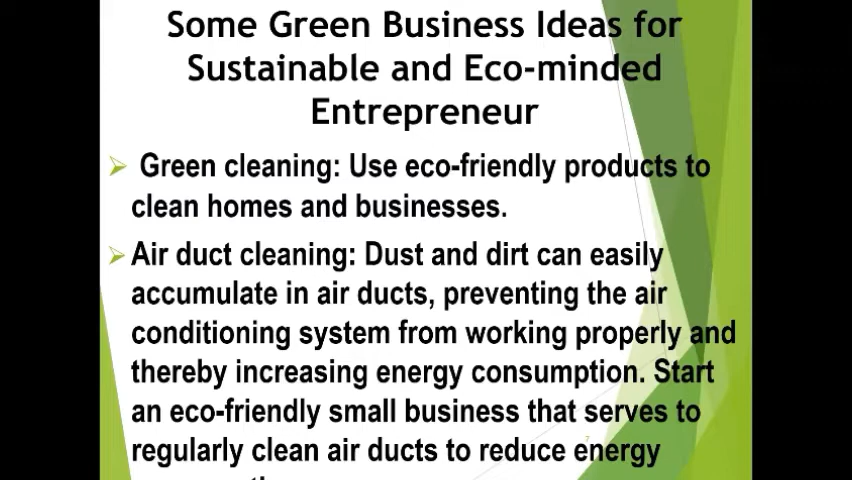 Some Green Business Ideas for
Sustainable and Eco-minded
Entrepreneur
Green cleaning: Use eco-friendly products to
clean homes and businesses.
Air duct cleaning: Dust and dirt can easily
accumulate in air ducts, preventing the air
conditioning system from working properly and
thereby increasing energy consumption. Start
an eco-friendly small business that serves to
regularly clean air ducts to reduce energy